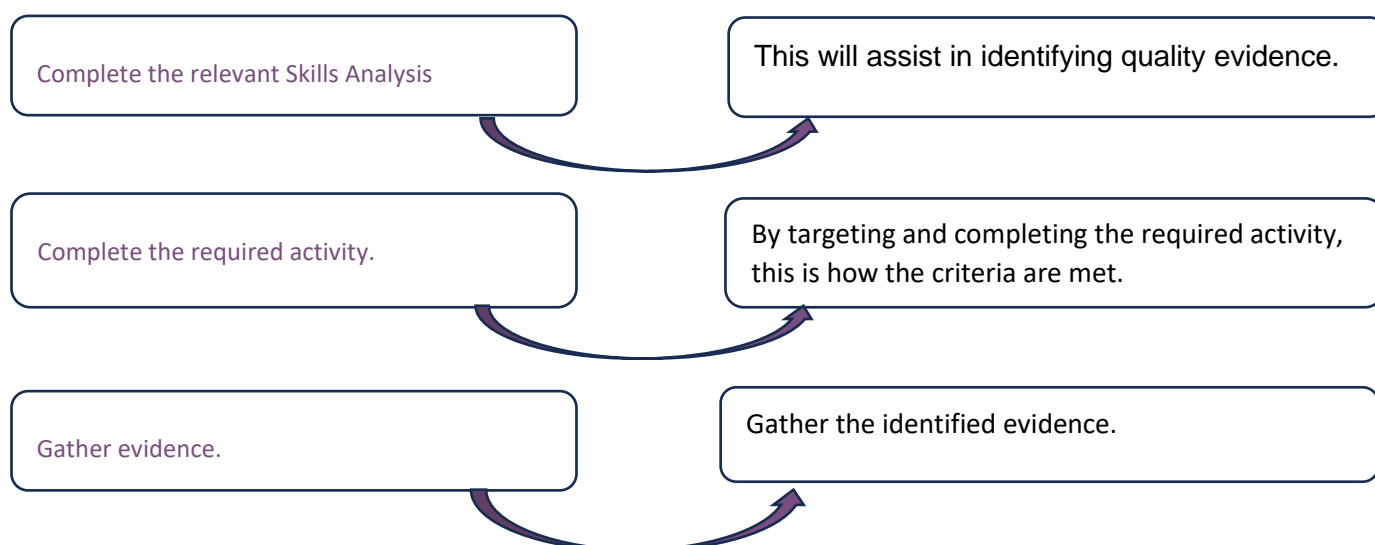 Complete the relevant Skills Analysis
This will assist in identifying quality evidence.
Complete the required activity.
By targeting and completing the required activity,
this is how the criteria are met.
Gather evidence.
Gather the identified evidence.